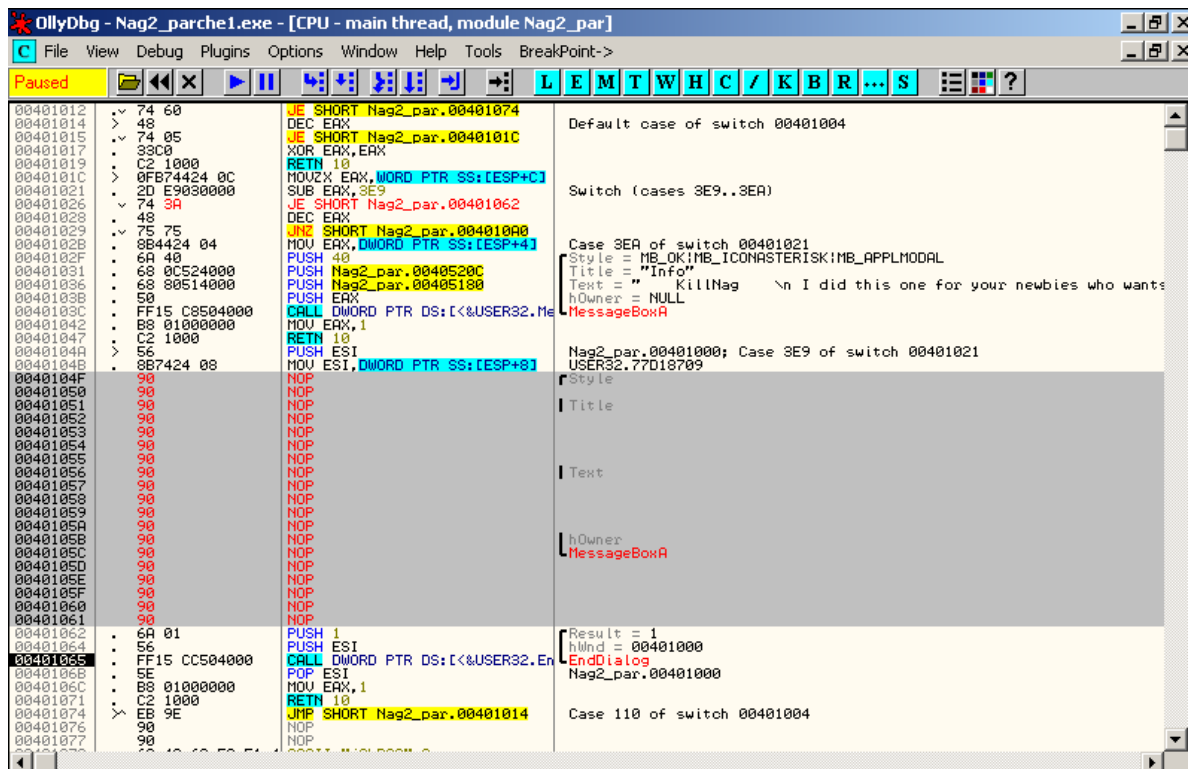 OllyDbg - Nag2_parche1.exe - [CPU - main thread, module Nag2_par]
C File View Debug Plugins Options Window Help Tools BreakPoint->
Paused L E M T W H C / K B R ... S ?
00401012 .v 74 60 JE SHORT Nag2_par.00401074
00401014 > 48 DEC EAX Default case of switch 00401004
00401015 .v 74 05 JE SHORT Nag2_par.0040101C
00401017 . 33C0 XOR EAX,EAX
00401019 . C2 1000 RETN 10
0040101C > 0FB74424 0C MOVZX EAX,WORD PTR SS:[ESP+C]
00401021 . 2D E9030000 SUB EAX,3E9 Switch (cases 3E9..3EA)
00401026 v 74 3A JE SHORT Nag2_par.00401062
00401028 . 48 DEC EAX
00401029 .v 75 75 JNZ SHORT Nag2_par.004010A0
0040102B . 8B4424 04 MOV EAX,DWORD PTR SS:[ESP+4] Case 3EA of switch 00401021
0040102F . 6A 40 PUSH 40 Style = MB_OK|MB_ICONASTERISK|MB_APPLMODAL
00401031 . 68 0C524000 PUSH Nag2_par.0040520C Title = "Info"
00401036 . 68 80514000 PUSH Nag2_par.00405180 Text = " KillNag \n I did this one for your newbies who wants
0040103B . 50 PUSH EAX hOwner = NULL
0040103C . FF15 C8504000 CALL DWORD PTR DS:[<&USER32.Me MessageBoxA
00401042 . B8 01000000 MOV EAX,1
00401047 . C2 1000 RETN 10
0040104A > 56 PUSH ESI Nag2_par.00401000; Case 3E9 of switch 00401021
0040104B . 8B7424 08 MOV ESI,DWORD PTR SS:[ESP+8] USER32.77D18709
0040104F 90 NOP Style
00401050 90 NOP
00401051 90 NOP Title
00401052 90 NOP
00401053 90 NOP
00401054 90 NOP
00401055 90 NOP
00401056 90 NOP Text
00401057 90 NOP
00401058 90 NOP
00401059 90 NOP
0040105A 90 NOP
0040105B 90 NOP hOwner
0040105C 90 NOP MessageBoxA
0040105D 90 NOP
0040105E 90 NOP
0040105F 90 NOP
00401060 90 NOP
00401061 90 NOP
00401062 . 6A 01 PUSH 1 Result = 1
00401064 . 56 PUSH ESI hWnd = 00401000
00401065 . FF15 CC504000 CALL DWORD PTR DS:[<&USER32.En EndDialog
0040106B . 5E POP ESI Nag2_par.00401000
0040106C . B8 01000000 MOV EAX,1
00401071 . C2 1000 RETN 10
00401074 >^ EB 9E JMP SHORT Nag2_par.00401014 Case 110 of switch 00401004
00401076 90 NOP
00401077 90 NOP